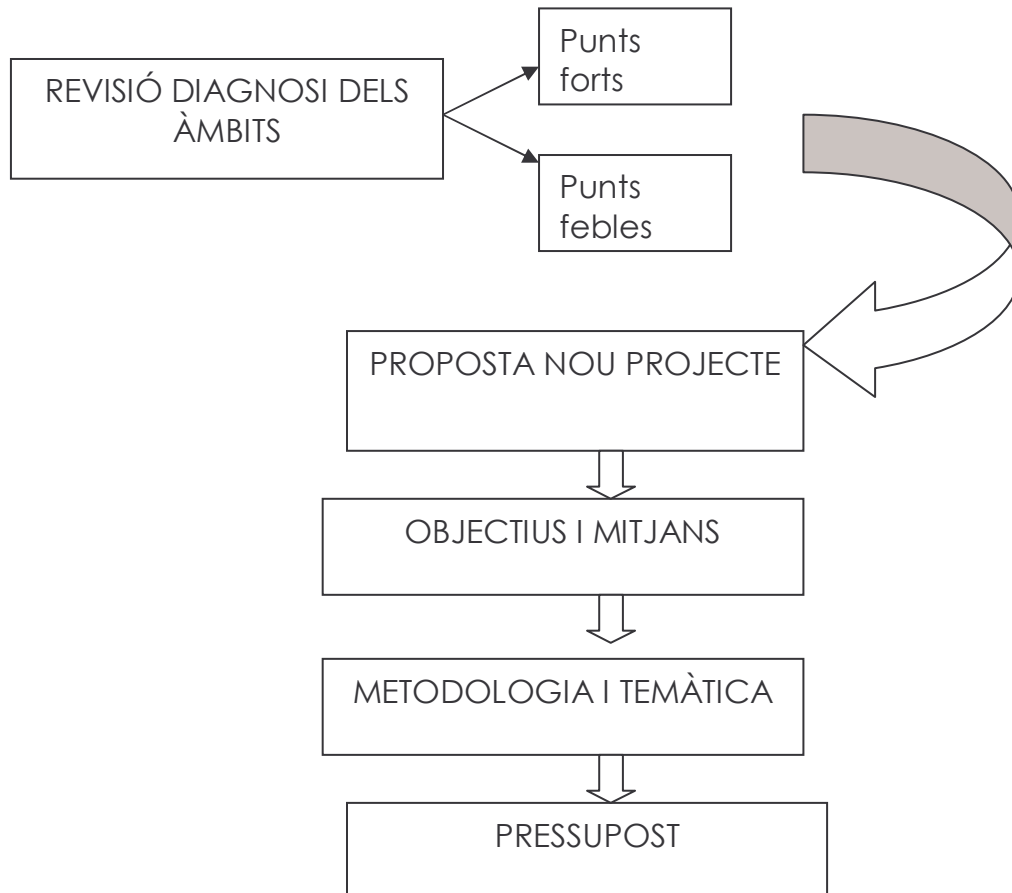 Punts
forts
REVISIÓ DIAGNOSI DELS
ÀMBITS
Punts
febles
PROPOSTA NOU PROJECTE
OBJECTIUS I MITJANS
METODOLOGIA I TEMÀTICA
PRESSUPOST